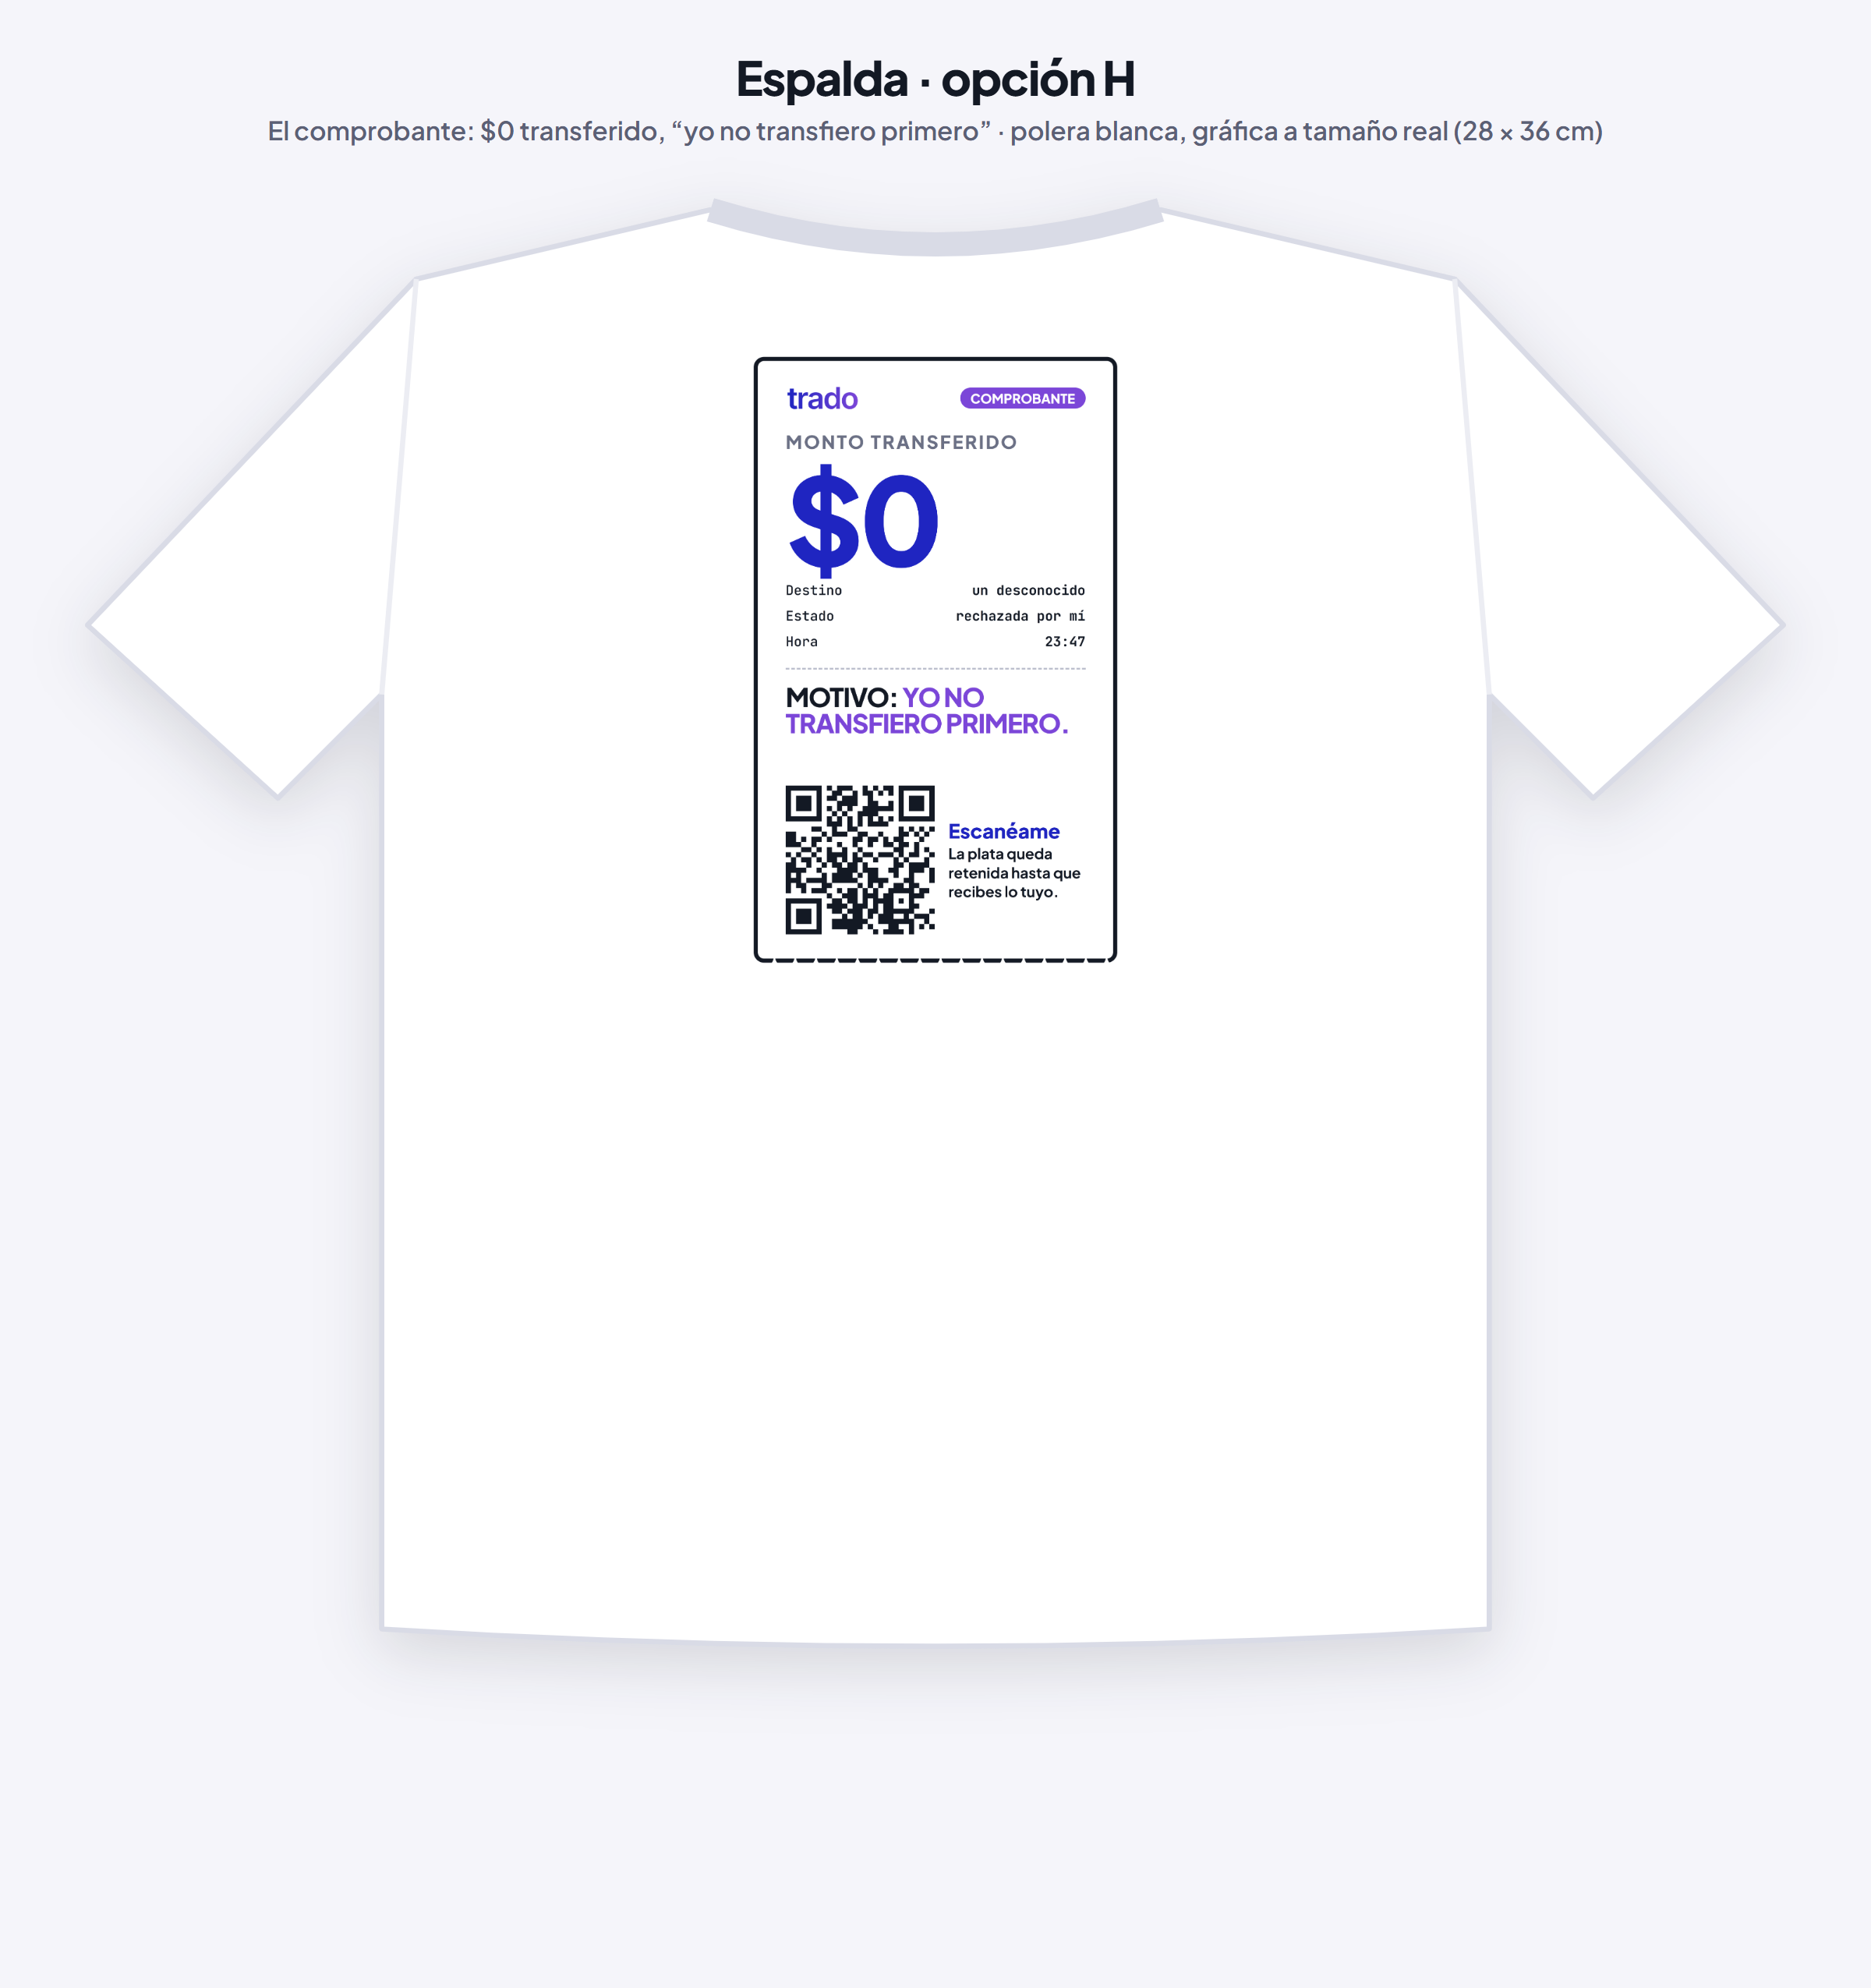 Espalda · opción H
El comprobante: $0 transferido, “yo no transfiero primero” · polera blanca, gráfica a tamaño real (28 × 36 cm)
trado
COMPROBANTE
MONTO TRANSFERIDO
$0
Destino un desconocido
Estado rechazada por mí
Hora 23:47
MOTIVO: YO NO
TRANSFIERO PRIMERO.
Escanéame
La plata queda
retenida hasta que
recibes lo tuyo.